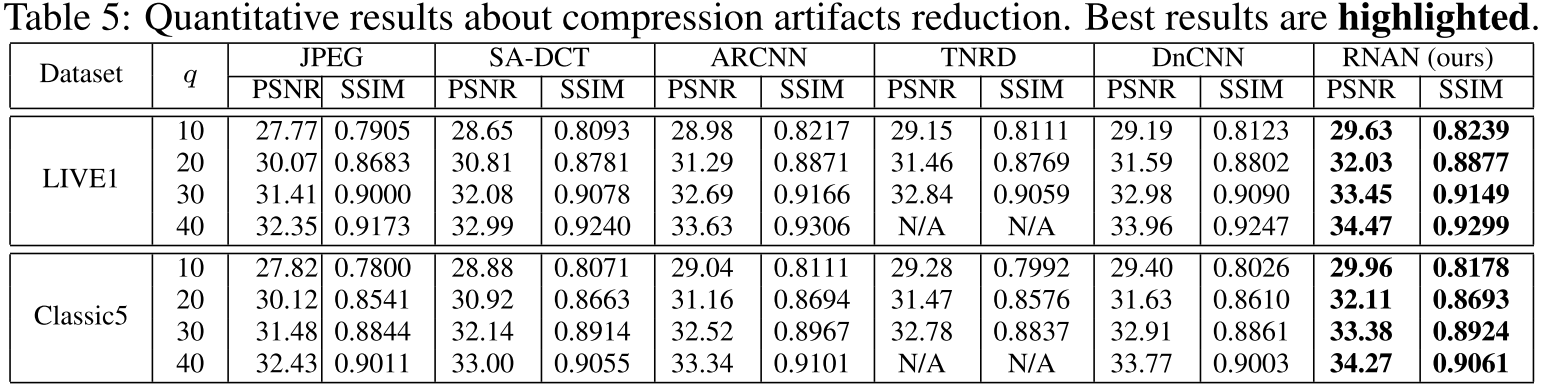 Table 5: Quantitative results about compression artifacts reduction. Best results are highlighted.
Dataset q JPEG SA-DCT ARCNN TNRD DnCNN RNAN (ours)
PSNR SSIM PSNR SSIM PSNR SSIM PSNR SSIM PSNR SSIM PSNR SSIM
LIVE1
10 27.77 0.7905 28.65 0.8093 28.98 0.8217 29.15 0.8111 29.19 0.8123 29.63 0.8239
20 30.07 0.8683 30.81 0.8781 31.29 0.8871 31.46 0.8769 31.59 0.8802 32.03 0.8877
30 31.41 0.9000 32.08 0.9078 32.69 0.9166 32.84 0.9059 32.98 0.9090 33.45 0.9149
40 32.35 0.9173 32.99 0.9240 33.63 0.9306 N/A N/A 33.96 0.9247 34.47 0.9299
Classic5
10 27.82 0.7800 28.88 0.8071 29.04 0.8111 29.28 0.7992 29.40 0.8026 29.96 0.8178
20 30.12 0.8541 30.92 0.8663 31.16 0.8694 31.47 0.8576 31.63 0.8610 32.11 0.8693
30 31.48 0.8844 32.14 0.8914 32.52 0.8967 32.78 0.8837 32.91 0.8861 33.38 0.8924
40 32.43 0.9011 33.00 0.9055 33.34 0.9101 N/A N/A 33.77 0.9003 34.27 0.9061